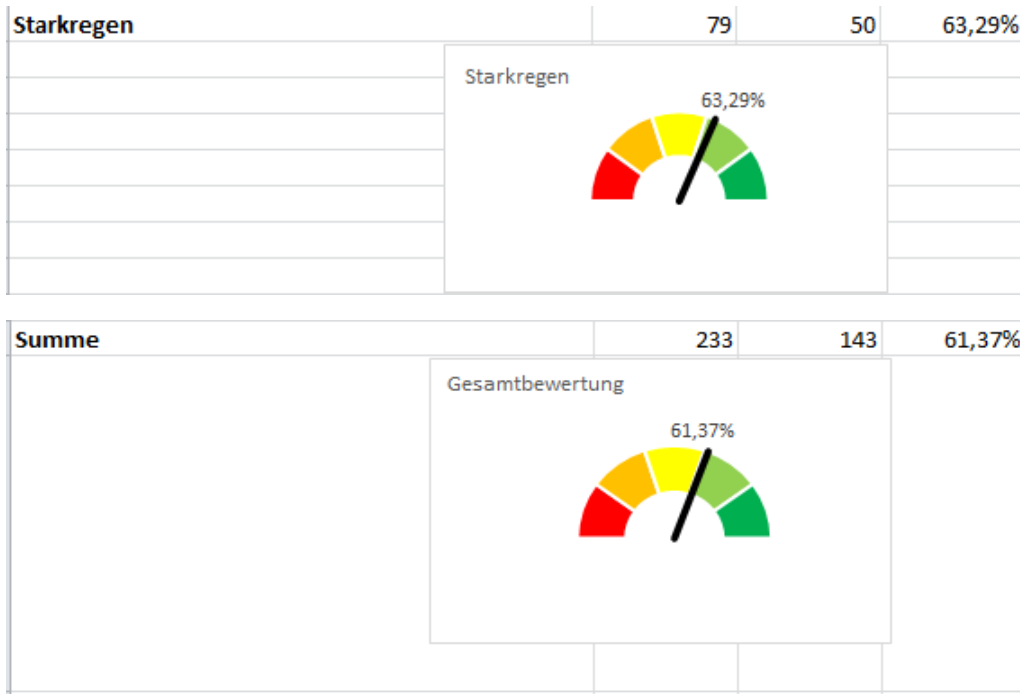 Starkregen 79 50 63,29%
Starkregen
63,29%
Summe 233 143 61,37%
Gesamtbewertung
61,37%